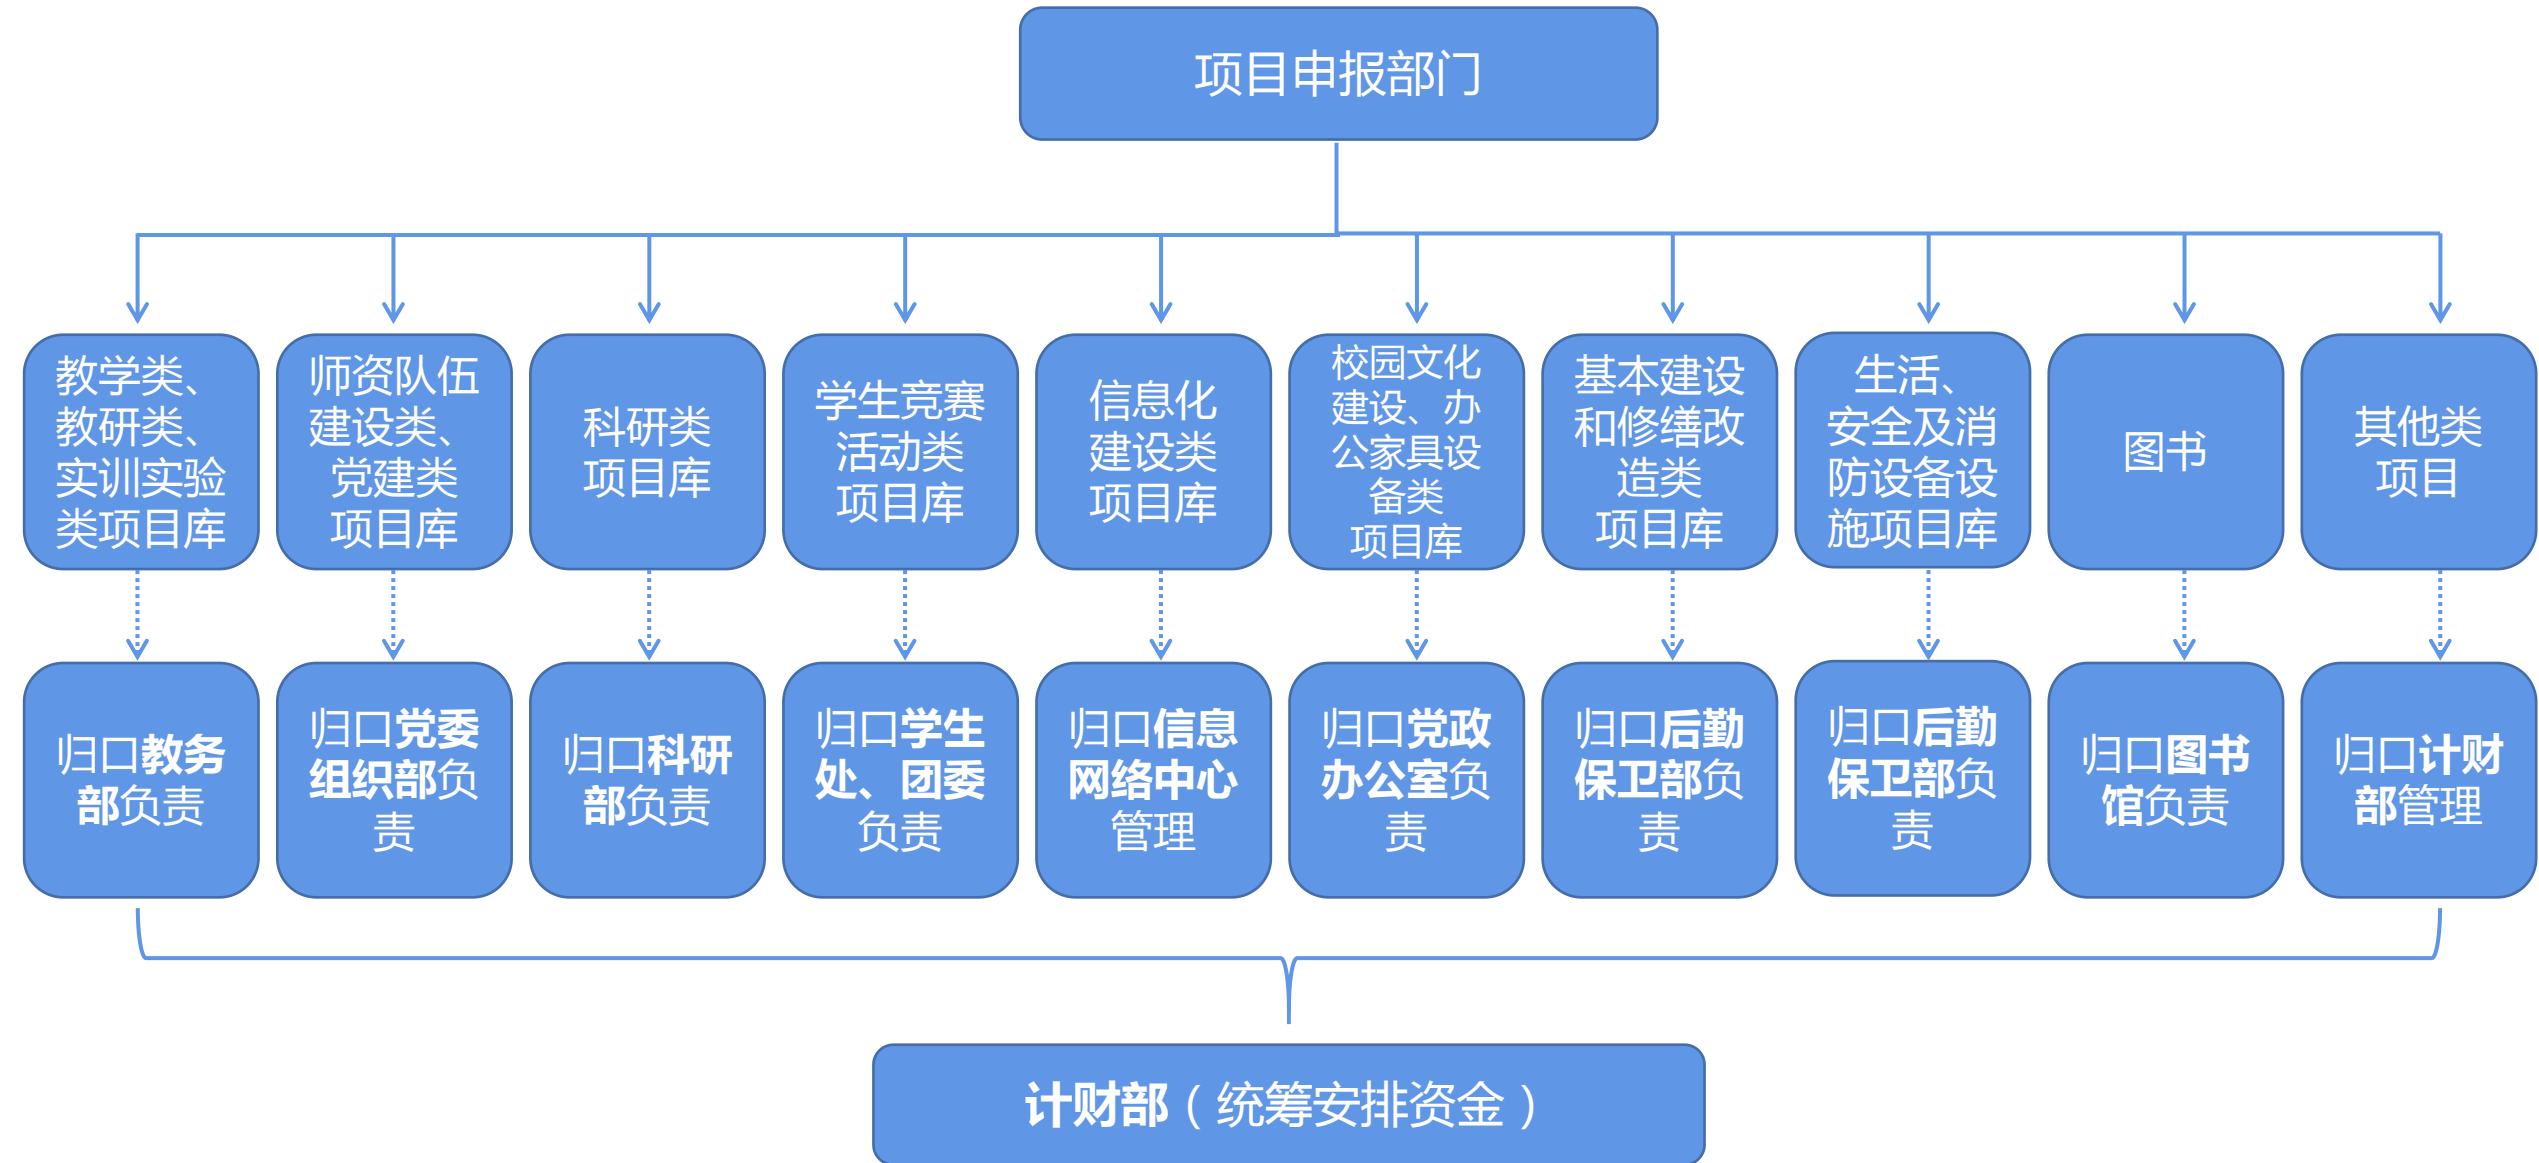 项目申报部门
教学类、
教研类、
实训实验
类项目库
师资队伍
建设类、
党建类
项目库
科研类
项目库
学生竞赛
活动类
项目库
信息化
建设类
项目库
校园文化
建设、办
公家具设
备类
项目库
基本建设
和修缮改
造类
项目库
生活、
安全及消
防设备设
施项目库
图书
其他类
项目
归口教务
部负责
归口党委
组织部负
责
归口科研
部负责
归口学生
处、团委
负责
归口信息
网络中心
管理
归口党政
办公室负
责
归口后勤
保卫部负
责
归口后勤
保卫部负
责
归口图书
馆负责
归口计财
部管理
计财部（统筹安排资金）